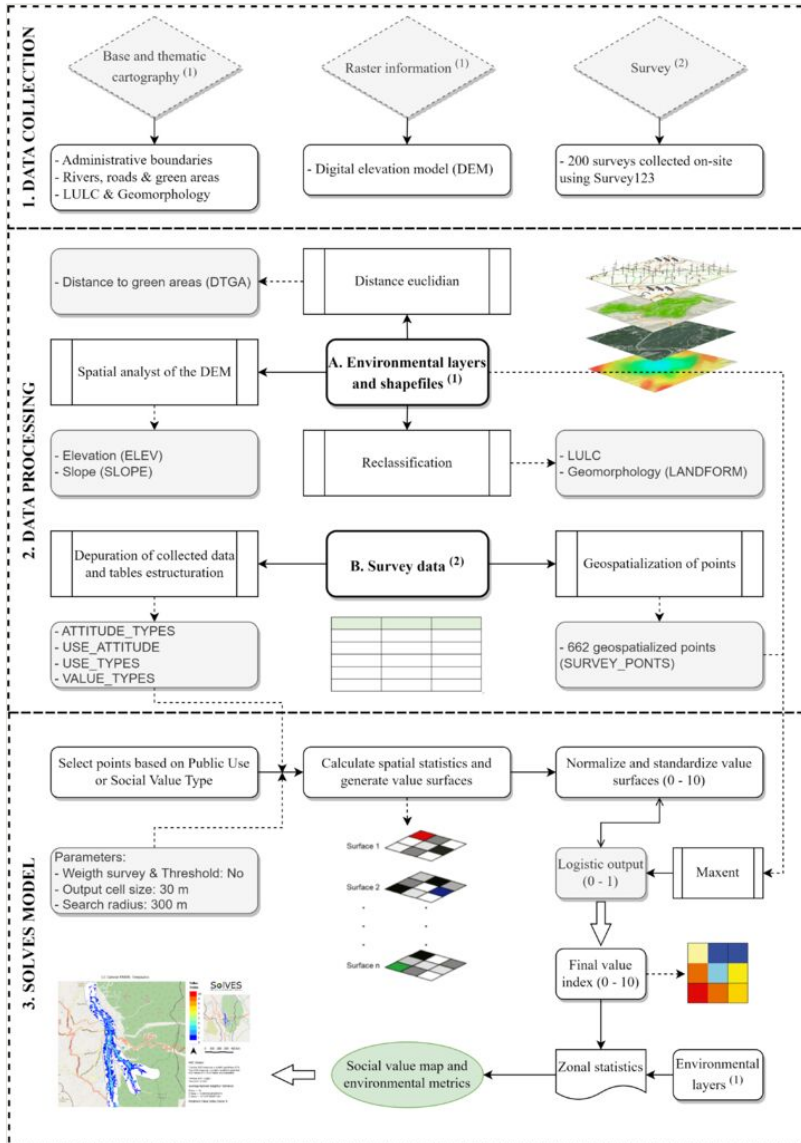 1. DATA COLLECTION
Base and thematic
cartography (1)
Raster information (1)
Survey (2)
- Administrative boundaries
- Rivers, roads & green areas
- LULC & Geomorphology
- Digital elevation model (DEM)
- 200 surveys collected on-site
using Survey123
2. DATA PROCESSING
- Distance to green areas (DTGA)
Distance euclidian
Spatial analyst of the DEM
A. Environmental layers
and shapefiles (1)
- Elevation (ELEV)
- Slope (SLOPE)
Reclassification
- LULC
- Geomorphology (LANDFORM)
Depuration of collected data
and tables estructuration
B. Survey data (2)
Geospatialization of points
- ATTITUDE_TYPES
- USE_ATTITUDE
- USE_TYPES
- VALUE_TYPES
- 662 geospatialized points
(SURVEY_PONTS)
3. SOLVES MODEL
Select points based on Public Use
or Social Value Type
Calculate spatial statistics and
generate value surfaces
Normalize and standardize value
surfaces (0 - 10)
Parameters:
- Weigth survey & Threshold: No
- Output cell size: 30 m
- Search radius: 300 m
Surface 1
Surface 2
Surface n
Logistic output
(0 - 1)
Maxent
Final value
index (0 - 10)
SOLVES
Social value map and
environmental metrics
Zonal statistics
Environmental
layers (1)